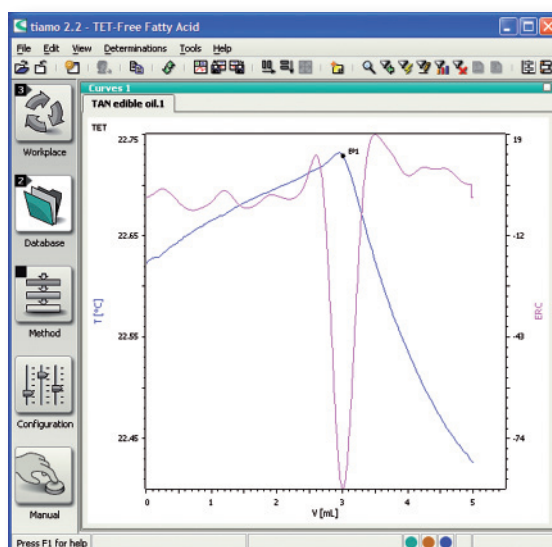 tiamo 2.2 - TET-Free Fatty Acid
File Edit View Determinations Tools Help
3
Workplace
2
Database
Method
Configuration
Manual
Curves 1
TAN edible oil.1
TET
22.75
22.65
22.55
22.45
T [°C]
EP1
19
-12
-43
-74
ERC
0 1 2 3 4 5
V [mL]
Press F1 for help